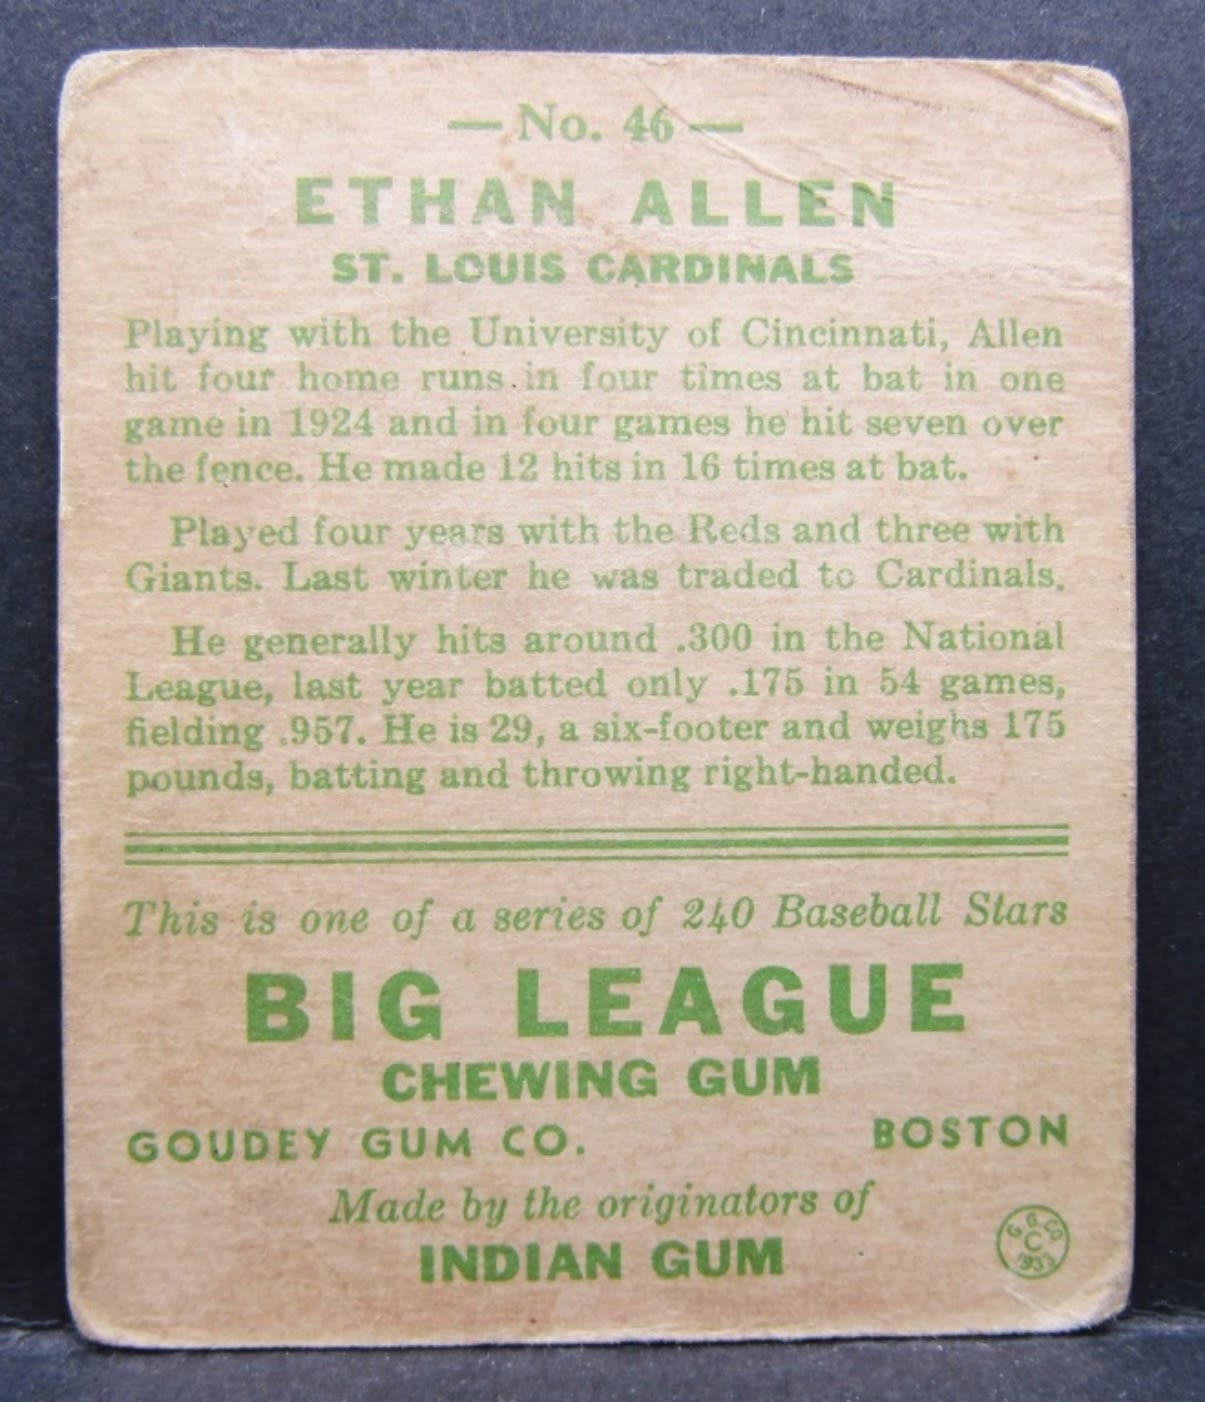 — No. 46 —
ETHAN ALLEN
ST. LOUIS CARDINALS
Playing with the University of Cincinnati, Allen
hit four home runs in four times at bat in one
game in 1924 and in four games he hit seven over
the fence. He made 12 hits in 16 times at bat.
Played four years with the Reds and three with
Giants. Last winter he was traded to Cardinals.
He generally hits around .300 in the National
League, last year batted only .175 in 54 games,
fielding .957. He is 29, a six-footer and weighs 175
pounds, batting and throwing right-handed.
This is one of a series of 240 Baseball Stars
BIG LEAGUE
CHEWING GUM
GOUDEY GUM CO. BOSTON
Made by the originators of
INDIAN GUM
G. G. CO.
C
1933